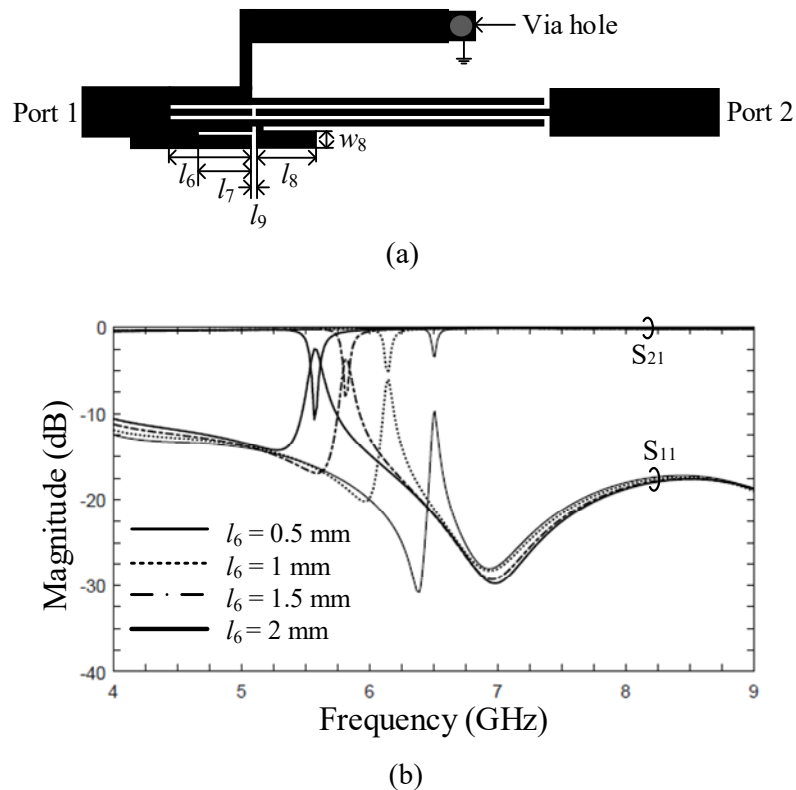 Via hole
Port 1
Port 2
w8
l6
l7
l8
l9
(a)
0
-10
-20
-30
-40
Magnitude (dB)
S21
S11
l6 = 0.5 mm
l6 = 1 mm
l6 = 1.5 mm
l6 = 2 mm
4 5 6 7 8 9
Frequency (GHz)
(b)